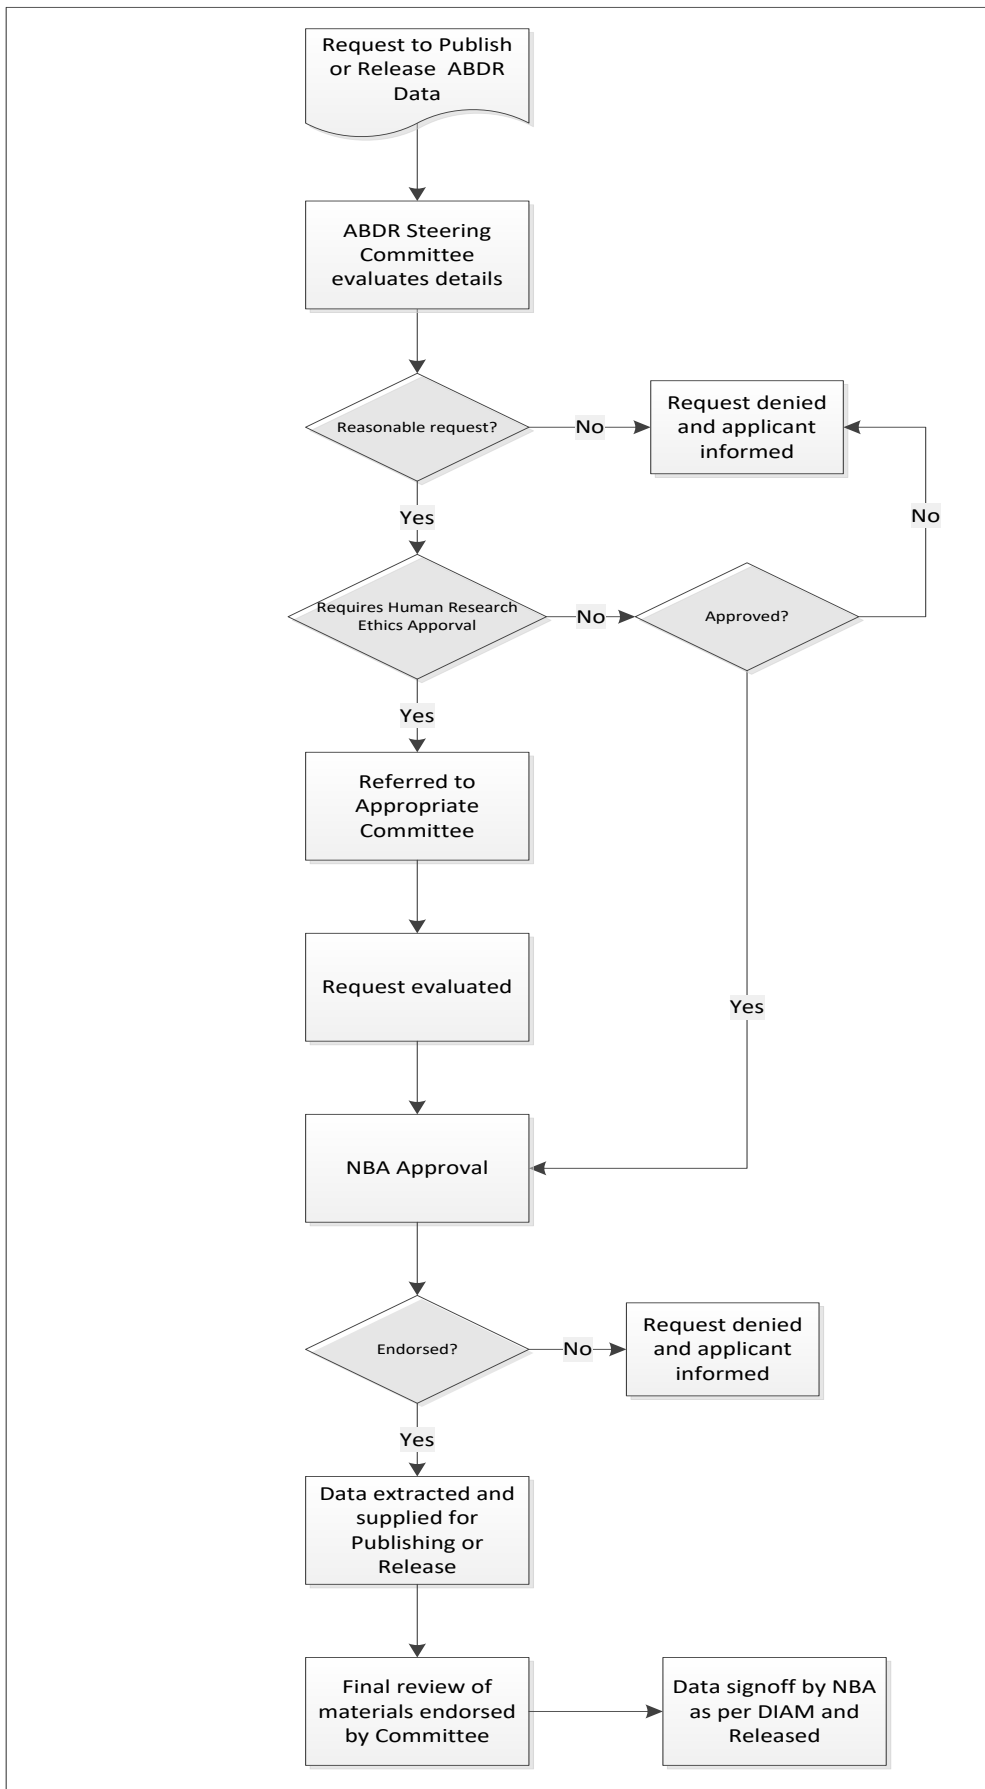 Request to Publish
or Release ABDR
Data
ABDR Steering
Committee
evaluates details
Reasonable request?
No
Request denied
and applicant
informed
Yes
No
Requires Human Research
Ethics Apporval
No
Approved?
Yes
Referred to
Appropriate
Committee
Request evaluated
Yes
NBA Approval
Endorsed?
No
Request denied
and applicant
informed
Yes
Data extracted and
supplied for
Publishing or
Release
Final review of
materials endorsed
by Committee
Data signoff by NBA
as per DIAM and
Released